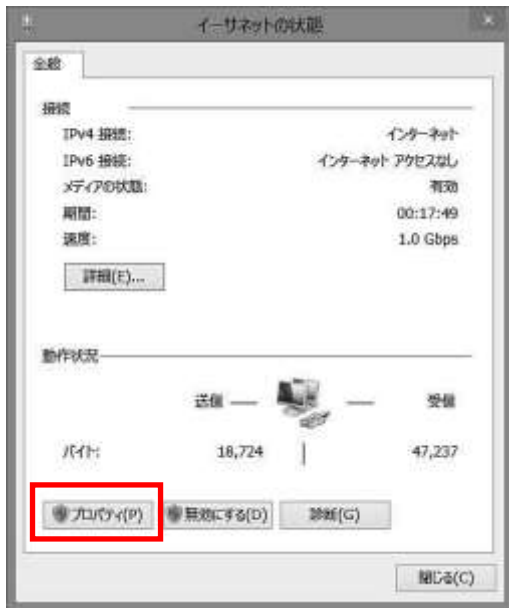 イーサネットの状態
全般
接続
IPv4 接続: インターネット
IPv6 接続: インターネット アクセスなし
メディアの状態: 有効
期間: 00:17:49
速度: 1.0 Gbps
詳細(E)...
動作状況
送信 — — 受信
バイト: 18,724 47,237
プロパティ(P) 無効にする(D) 診断(G)
閉じる(C)